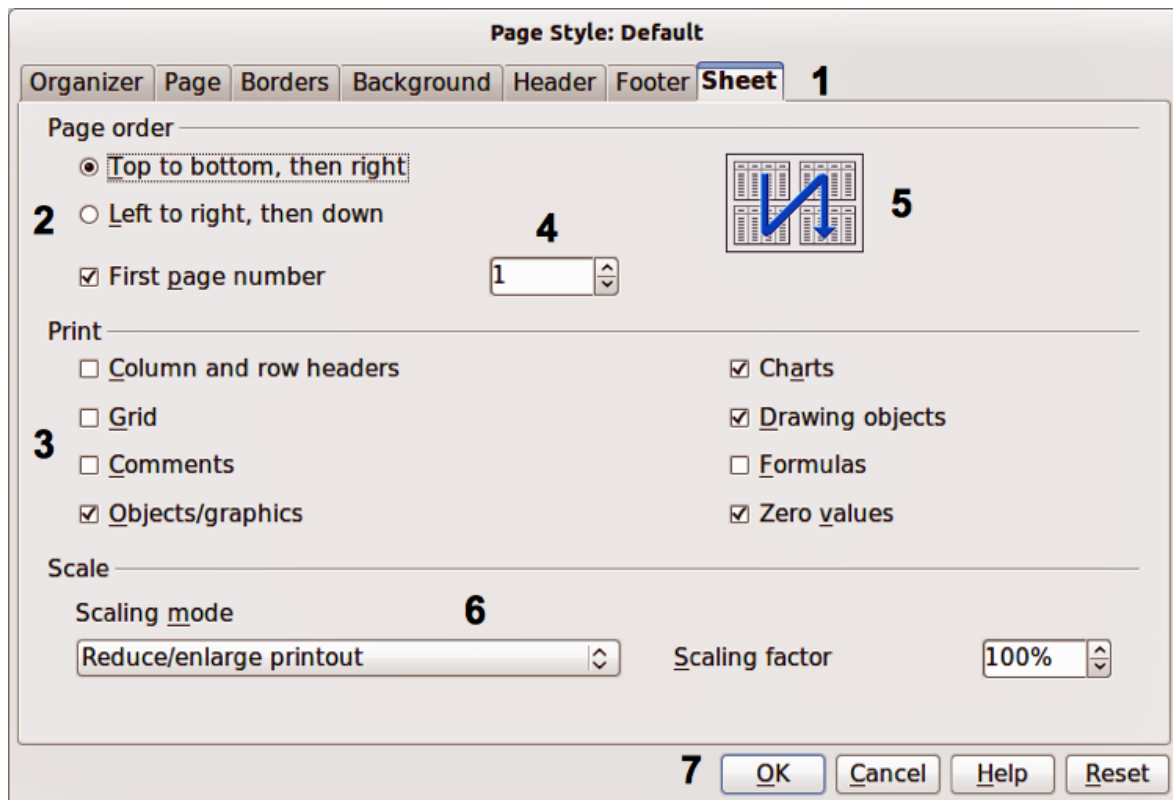 Page Style: Default
Organizer Page Borders Background Header Footer Sheet 1
Page order
Top to bottom, then right
5
2 Left to right, then down
4
First page number 1
Print
Column and row headers Charts
Grid Drawing objects
3
Comments Formulas
Objects/graphics Zero values
Scale
Scaling mode 6
Reduce/enlarge printout Scaling factor 100%
7 OK Cancel Help Reset